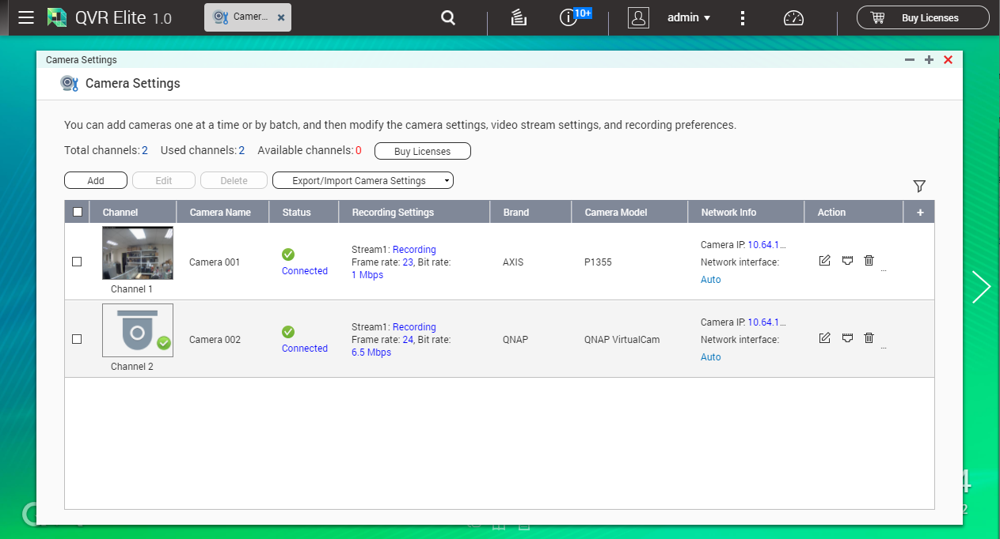 QVR Elite 1.0
Camer...
10+
admin
Buy Licenses
Camera Settings
Camera Settings
You can add cameras one at a time or by batch, and then modify the camera settings, video stream settings, and recording preferences.
Total channels: 2 Used channels: 2 Available channels: 0 Buy Licenses
Add Edit Delete Export/Import Camera Settings
Channel Camera Name Status Recording Settings Brand Camera Model Network Info Action +
Channel 1
Camera 001
Connected
Stream1: Recording
Frame rate: 23, Bit rate:
1 Mbps
AXIS
P1355
Camera IP: 10.64.1...
Network interface:
Auto
...
Channel 2
Camera 002
Connected
Stream1: Recording
Frame rate: 24, Bit rate:
6.5 Mbps
QNAP
QNAP VirtualCam
Camera IP: 10.64.1...
Network interface:
Auto
...